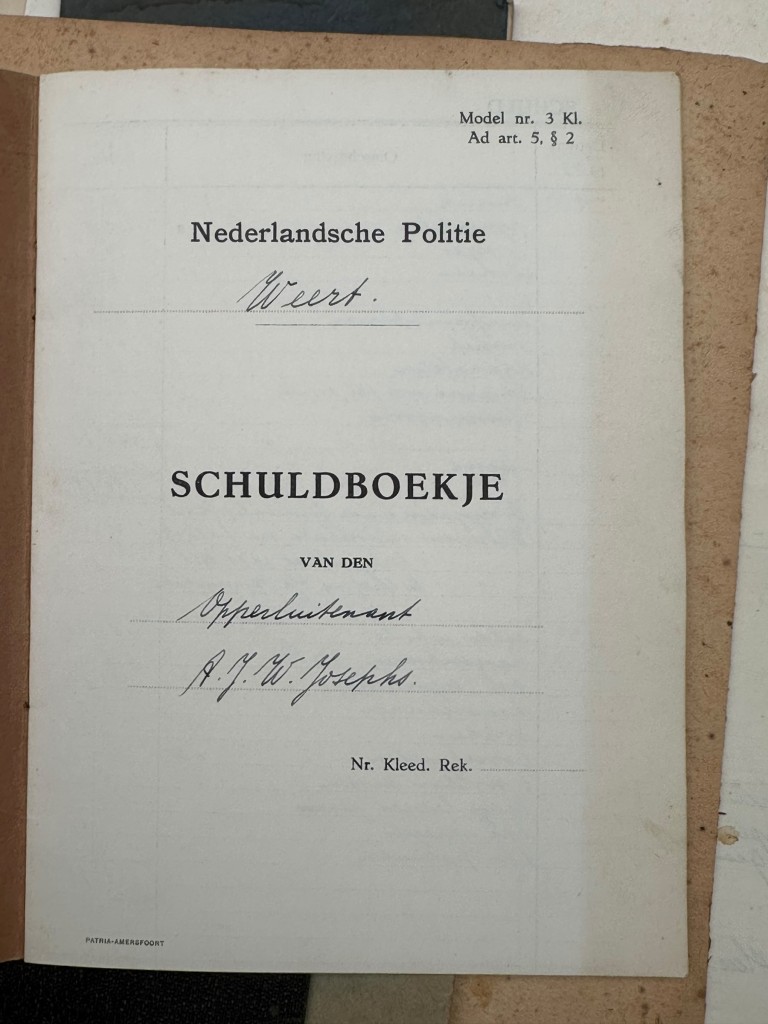 Model nr. 3 Kl.
Ad art. 5, § 2
Nederlandsche Politie
Weert.
SCHULDBOEKJE
VAN DEN
Opperluitenant
A. J. W. Josephs.
Nr. Kleed. Rek.
PATRIA-AMERSFOORT